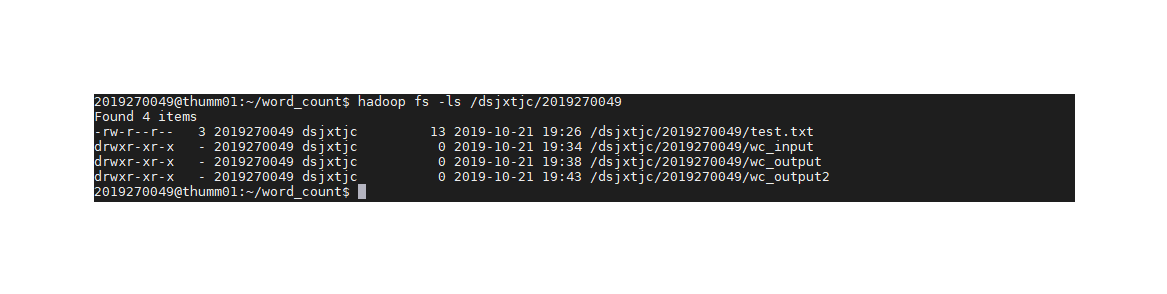 2019270049@thumm01:~/word_count$ hadoop fs -ls /dsjxtjc/2019270049
Found 4 items
-rw-r--r--   3 2019270049 dsjxtjc         13 2019-10-21 19:26 /dsjxtjc/2019270049/test.txt
drwxr-xr-x   - 2019270049 dsjxtjc          0 2019-10-21 19:34 /dsjxtjc/2019270049/wc_input
drwxr-xr-x   - 2019270049 dsjxtjc          0 2019-10-21 19:38 /dsjxtjc/2019270049/wc_output
drwxr-xr-x   - 2019270049 dsjxtjc          0 2019-10-21 19:43 /dsjxtjc/2019270049/wc_output2
2019270049@thumm01:~/word_count$